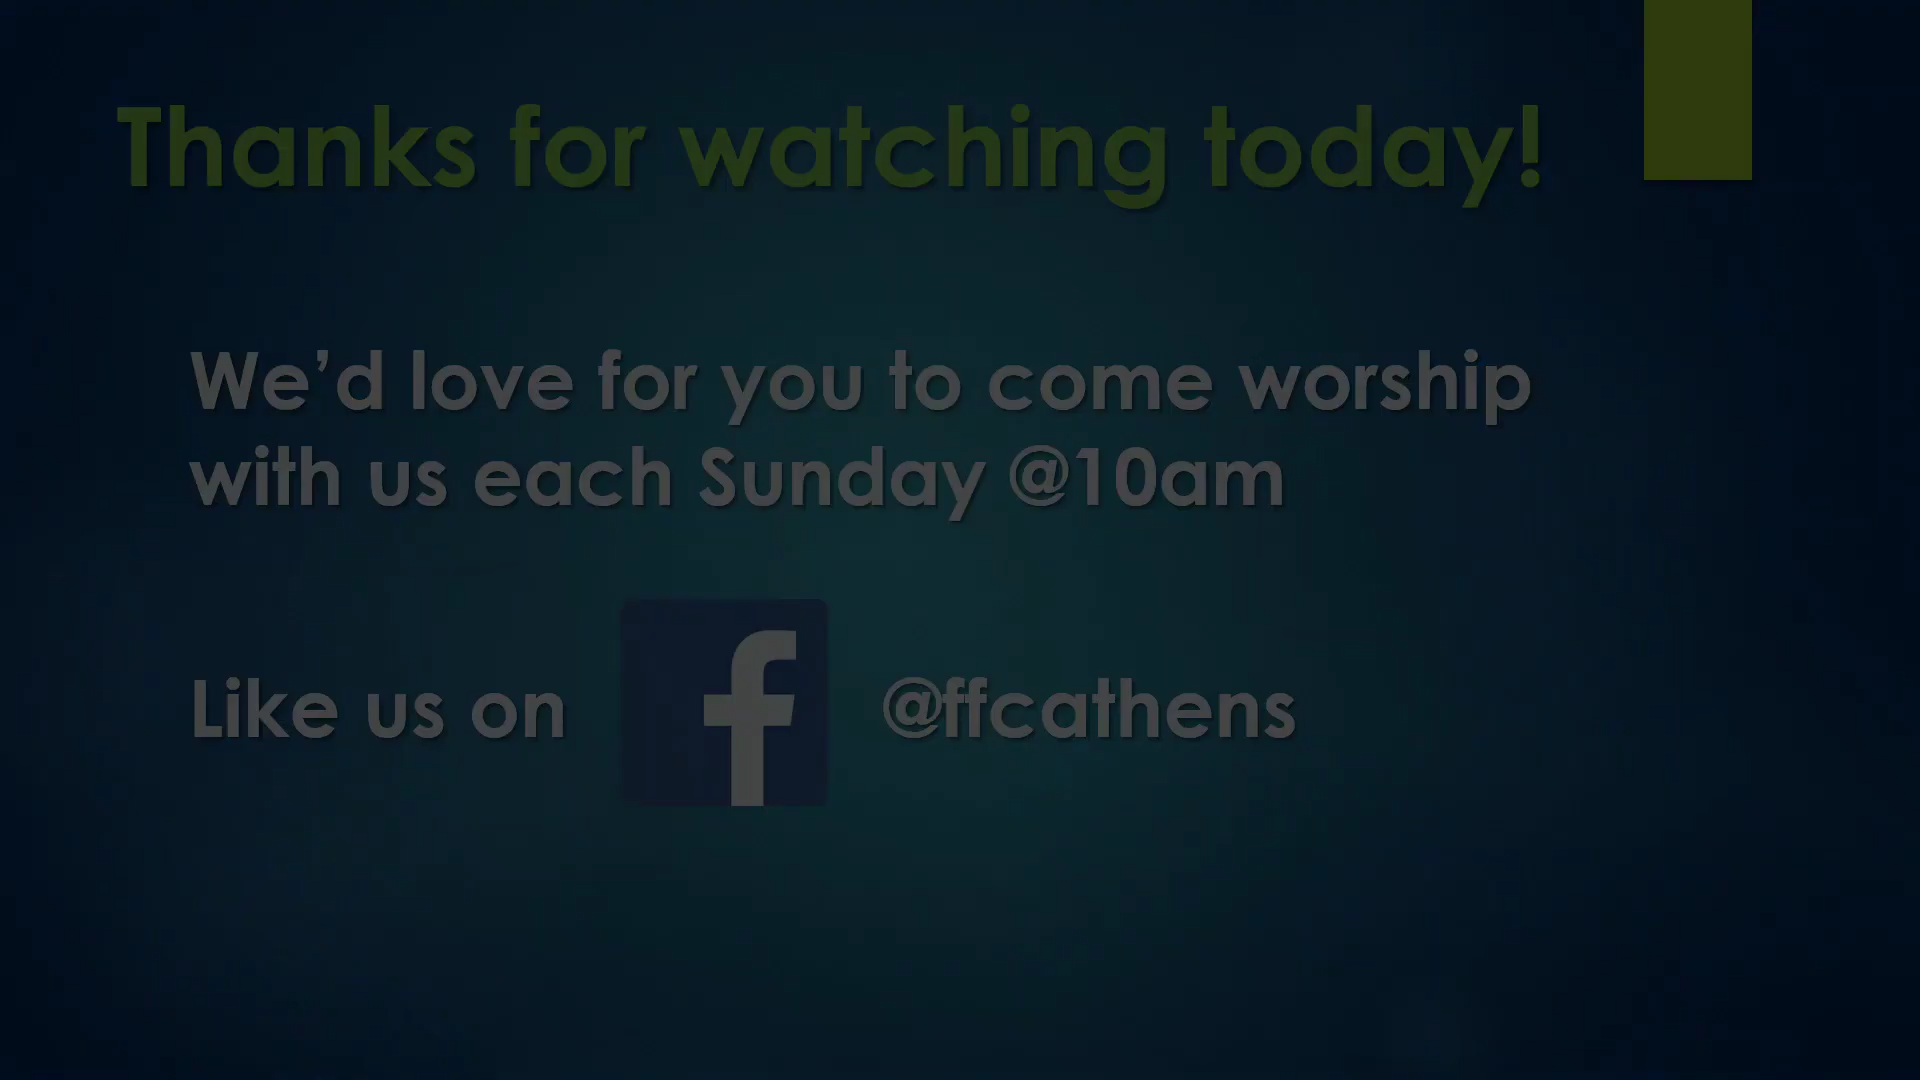 Thanks for watching today!
We’d love for you to come worship
with us each Sunday @10am
Like us on f @ffcathens